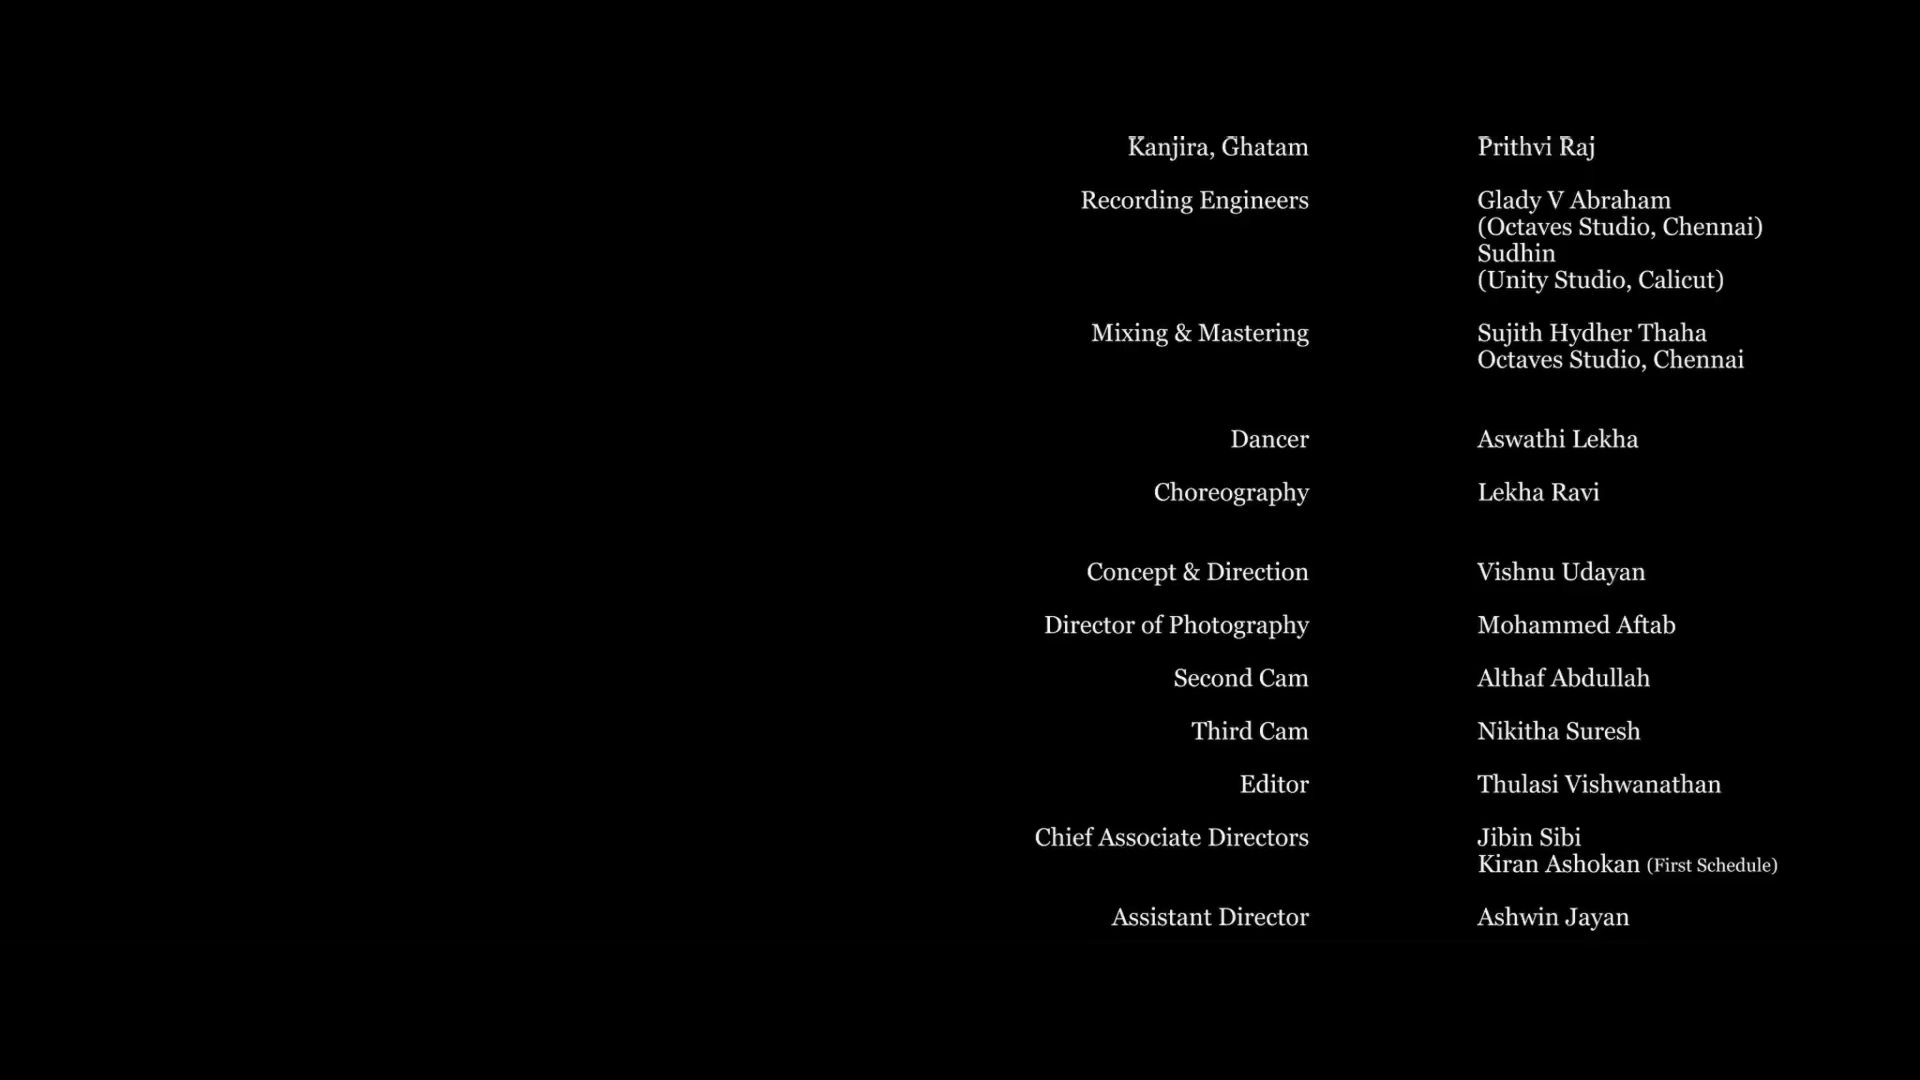 Kanjira, Ghatam Prithvi Raj
Recording Engineers Glady V Abraham
(Octaves Studio, Chennai)
Sudhin
(Unity Studio, Calicut)
Mixing & Mastering Sujith Hydher Thaha
Octaves Studio, Chennai
Dancer Aswathi Lekha
Choreography Lekha Ravi
Concept & Direction Vishnu Udayan
Director of Photography Mohammed Aftab
Second Cam Althaf Abdullah
Third Cam Nikitha Suresh
Editor Thulasi Vishwanathan
Chief Associate Directors Jibin Sibi
Kiran Ashokan (First Schedule)
Assistant Director Ashwin Jayan